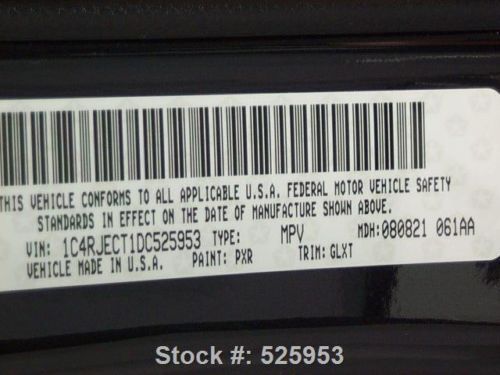 THIS VEHICLE CONFORMS TO ALL APPLICABLE U.S.A. FEDERAL MOTOR VEHICLE SAFETY
STANDARDS IN EFFECT ON THE DATE OF MANUFACTURE SHOWN ABOVE.
VIN: 1C4RJECT1DC525953 TYPE: MPV MDH:080821 061AA
VEHICLE MADE IN U.S.A. PAINT: PXR TRIM:GLXT
Stock #: 525953